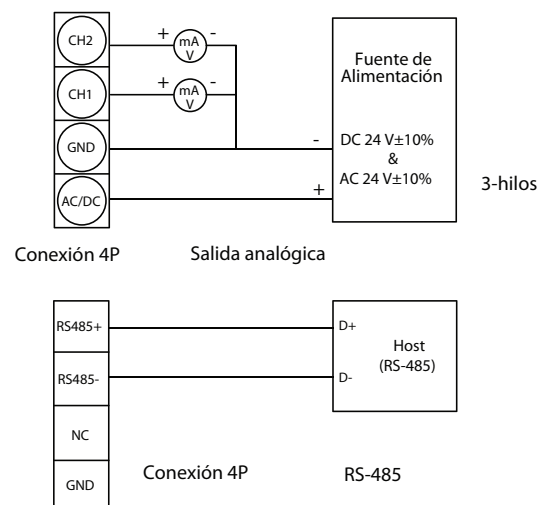 CH2
+
mA
V
-
CH1
+
mA
V
-
GND
-
AC/DC
+
Fuente de
Alimentación
DC 24 V±10%
&
AC 24 V±10%
3-hilos
Conexión 4P
Salida analógica
RS485+
D+
RS485-
D-
Host
(RS-485)
NC
GND
Conexión 4P
RS-485